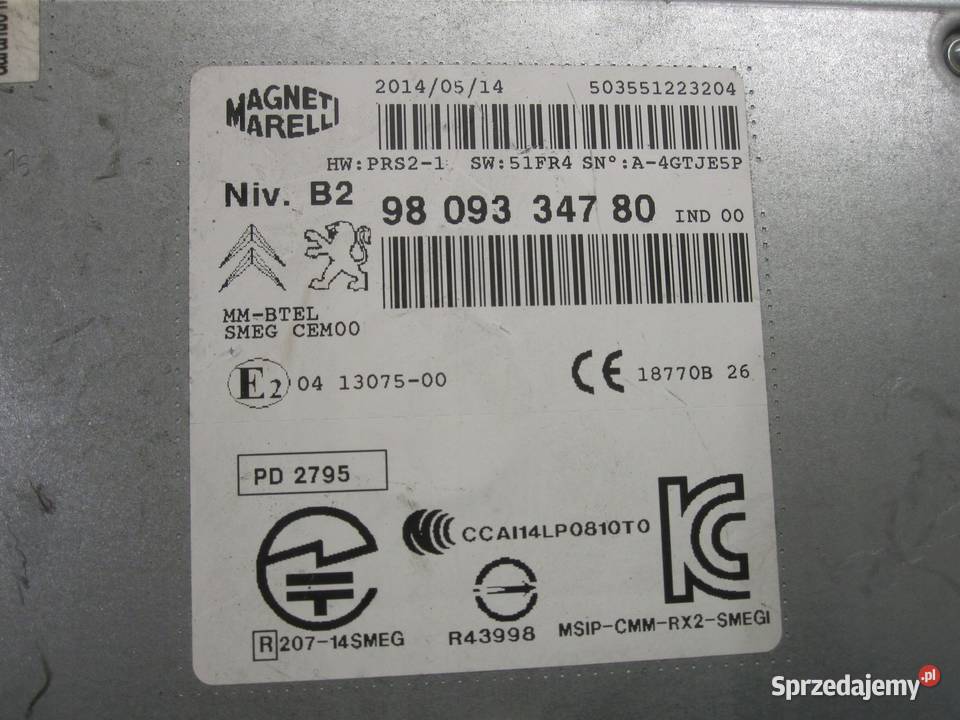 MAGNETI
MARELLI
2014/05/14 503551223204
HW:PRS2-1 SW:51FR4 SN°:A-4GTJE5P
Niv. B2
98 093 347 80 IND 00
MM-BTEL
SMEG CEM00
E2 04 13075-00
CE 18770B 26
PD 2795
CCAI14LP0810T0
R 207-14SMEG
R43998
MSIP-CMM-RX2-SMEGI
Sprzedajemy.pl